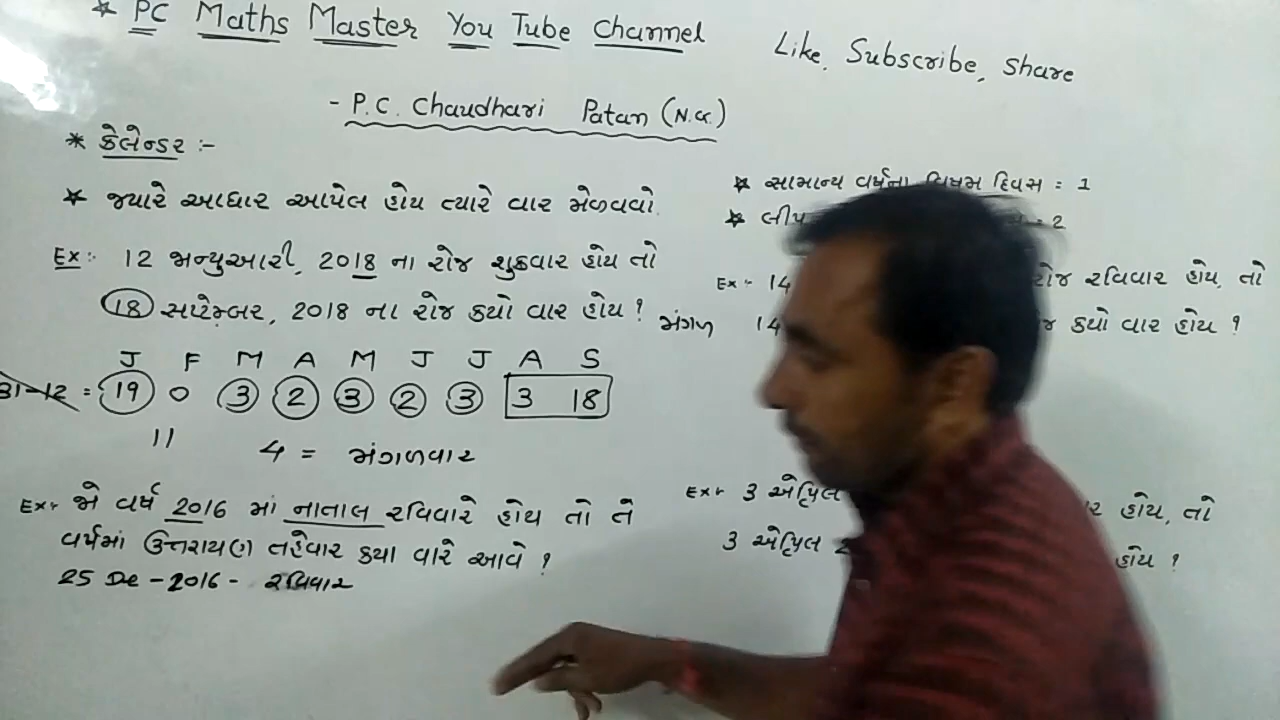 * PC Maths Master You Tube Channel
Like, Subscribe, Share
- P.C. Chaudhari Patan (N.G.)
* કેલેન્ડર :-
* જ્યારે આધાર આપેલ હોય ત્યારે વાર મેળવવો.
Ex:- 12 જાન્યુઆરી, 2018 ના રોજ શુક્રવાર હોય તો
18 સપ્ટેમ્બર, 2018 ના રોજ કયો વાર હોય ? મંગળ
J F M A M J J A S
31-12 = 19 0 3 2 3 2 3 3 18
11 4 = મંગળવાર
Ex:- જો વર્ષ 2016 માં નાતાલ રવિવારે હોય તો તે
વર્ષમાં ઉત્તરાયણ તહેવાર કયા વારે આવે ?
25 De - 2016 - રવિવાર
* સામાન્ય વર્ષના વિષમ દિવસ = 1
* લીપ = 2
Ex:- 14 રોજ રવિવાર હોય, તો
14 કયો વાર હોય ?
Ex:- 3 એપ્રિલ હોય, તો
3 એપ્રિલ 2 હોય ?